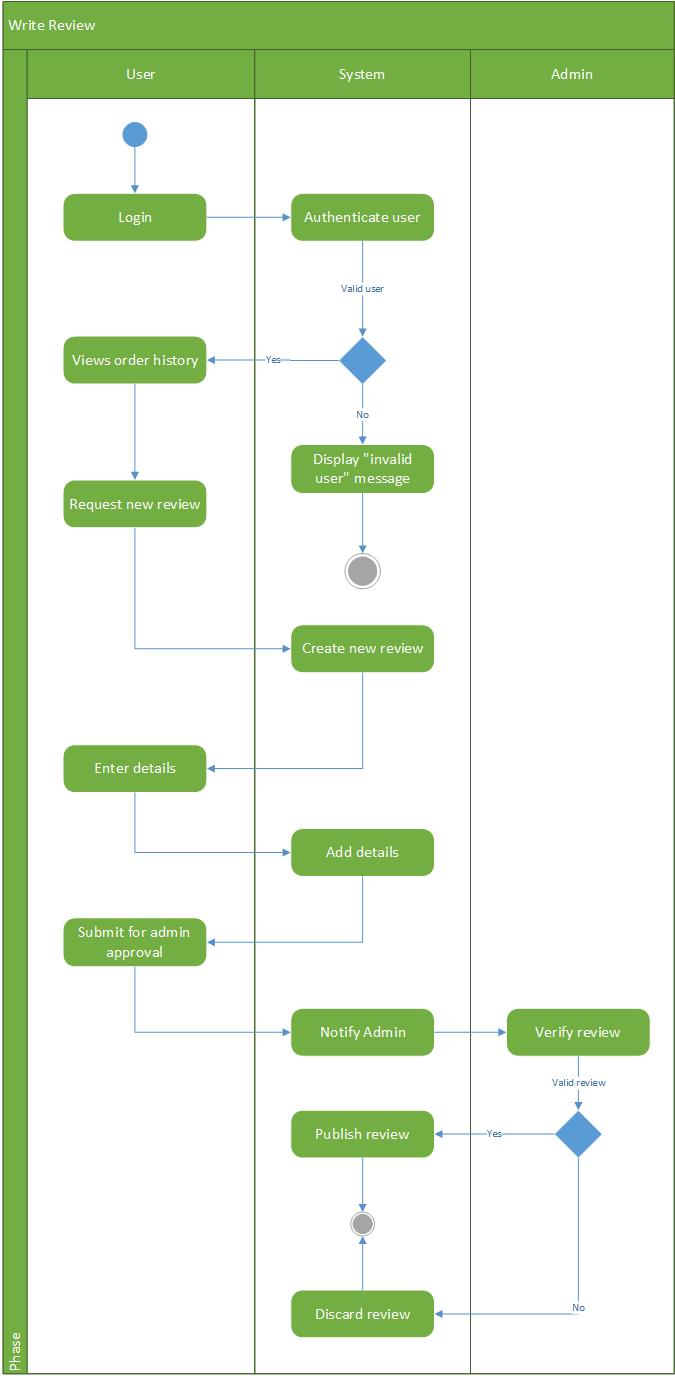 Write Review
User
System
Admin
Login
Authenticate user
Valid user
Views order history
Yes
No
Display "invalid
user" message
Request new review
Create new review
Enter details
Add details
Submit for admin
approval
Notify Admin
Verify review
Valid review
Publish review
Yes
No
Discard review
Phase